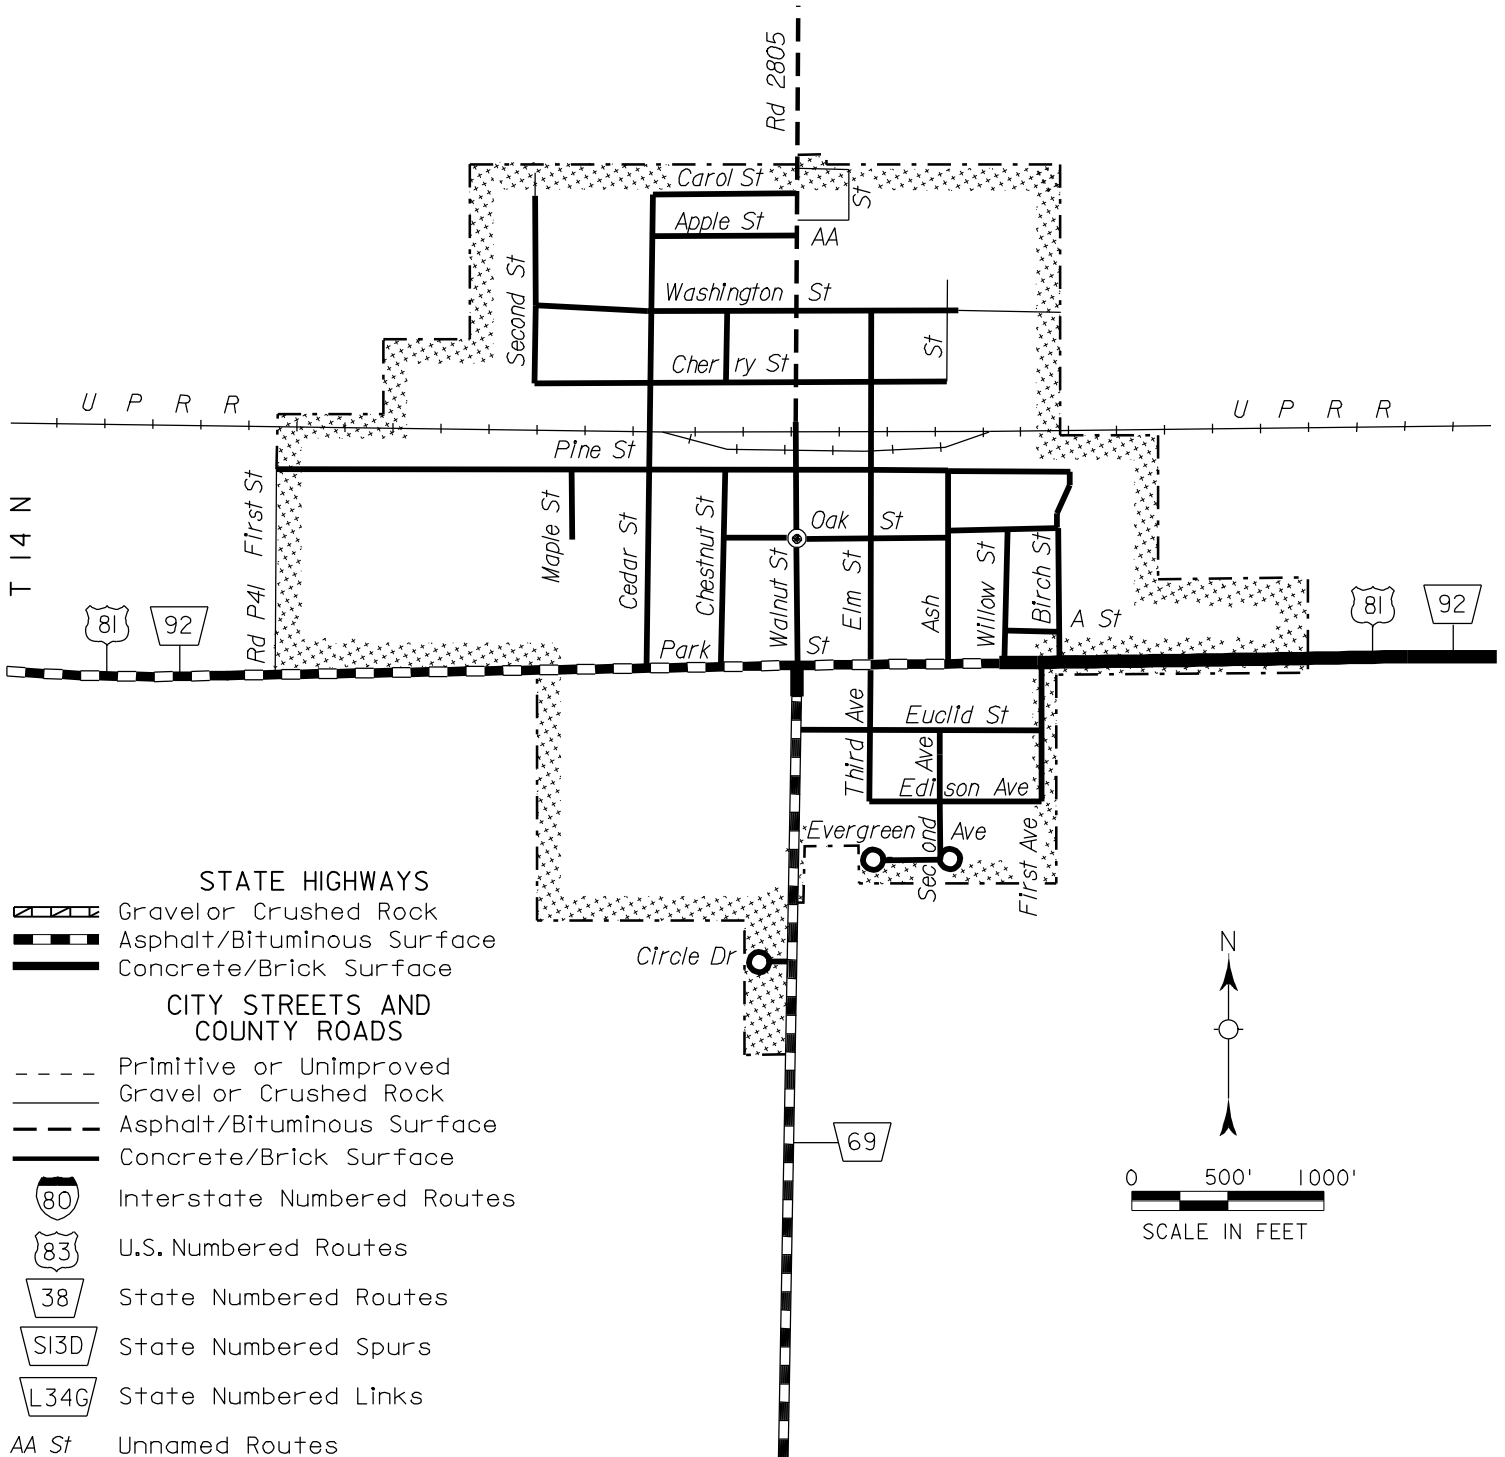 Rd 2805
Carol St
St
Apple St
AA
Second St
Washington St
St
Cherry St
U P R R
U P R R
Pine St
T 14 N
First St
Rd P41
Maple St
Cedar St
Chestnut St
Oak St
Walnut St
Elm St
Ash
Willow St
Birch St
A St
81
92
81
92
Park St
Third Ave
Euclid St
Second Ave
Edison Ave
Evergreen Ave
First Ave
Circle Dr
69
N
0 500' 1000'
SCALE IN FEET
STATE HIGHWAYS
Gravel or Crushed Rock
Asphalt/Bituminous Surface
Concrete/Brick Surface
CITY STREETS AND
COUNTY ROADS
Primitive or Unimproved
Gravel or Crushed Rock
Asphalt/Bituminous Surface
Concrete/Brick Surface
80 Interstate Numbered Routes
83 U.S. Numbered Routes
38 State Numbered Routes
S13D State Numbered Spurs
L34G State Numbered Links
AA St Unnamed Routes